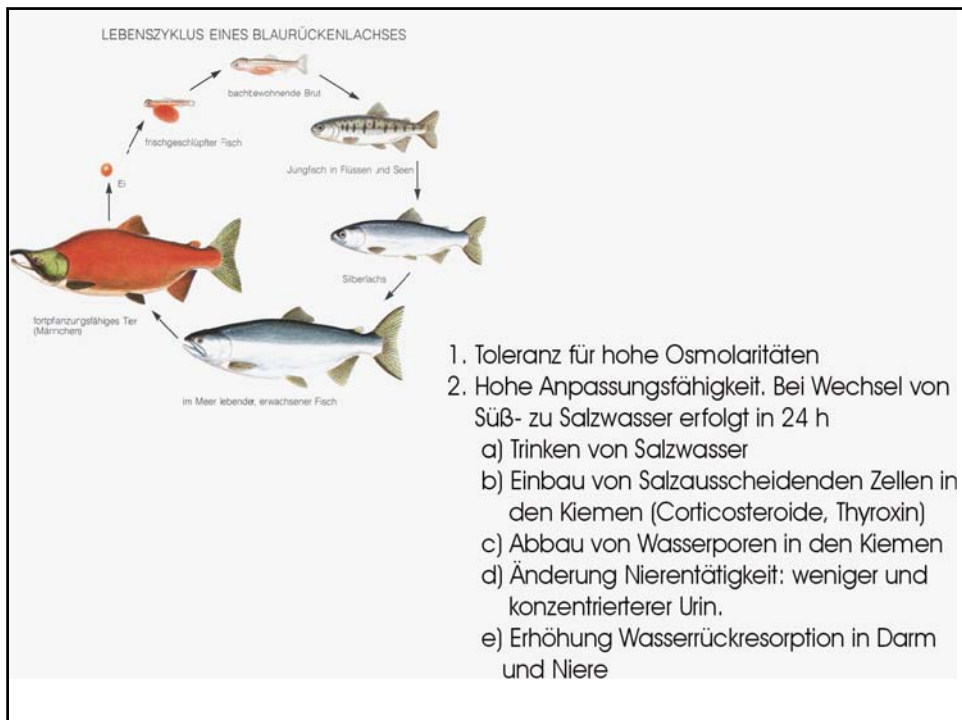 LEBENSZYKLUS EINES BLAURÜCKENLACHSES
bachbewohnende Brut
frischgeschlüpfter Fisch
Ei
Jungfisch in Flüssen und Seen
Silberlachs
fortpflanzungsfähiges Tier
(Männchen)
im Meer lebender, erwachsener Fisch
1. Toleranz für hohe Osmolaritäten
2. Hohe Anpassungsfähigkeit. Bei Wechsel von
Süß- zu Salzwasser erfolgt in 24 h
a) Trinken von Salzwasser
b) Einbau von Salzausscheidenden Zellen in
den Kiemen (Corticosteroide, Thyroxin)
c) Abbau von Wasserporen in den Kiemen
d) Änderung Nierentätigkeit: weniger und
konzentrierterer Urin.
e) Erhöhung Wasserrückresorption in Darm
und Niere